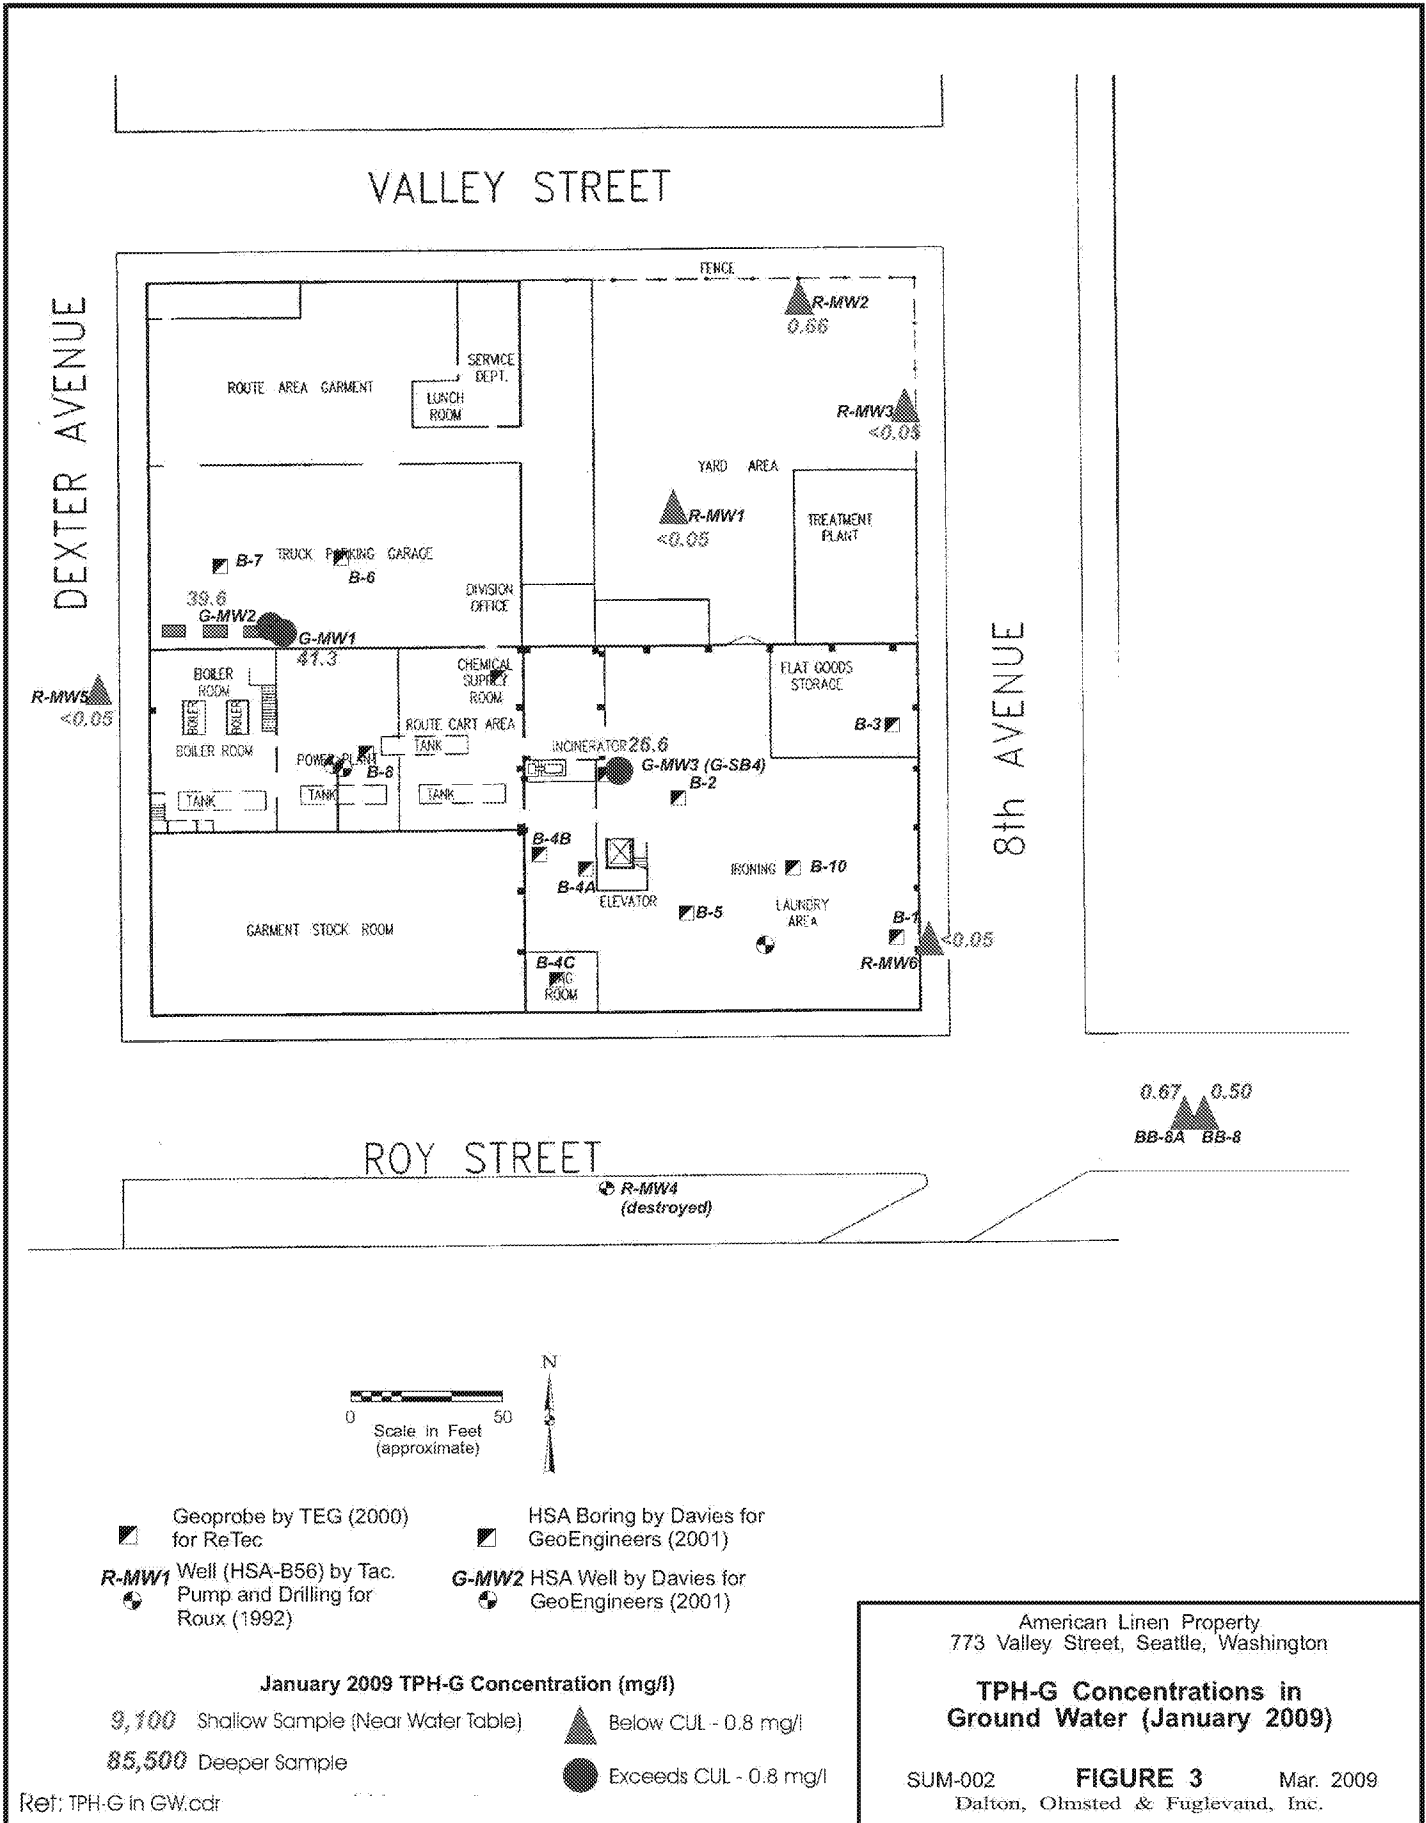 VALLEY STREET
DEXTER AVENUE
8th AVENUE
ROY STREET
FENCE
R-MW2
0.66
SERVICE
DEPT.
ROUTE AREA GARMENT
LUNCH
ROOM
R-MW3
<0.05
YARD AREA
R-MW1
<0.05
TREATMENT
PLANT
B-7
TRUCK PARKING GARAGE
B-6
DIVISION
OFFICE
39.6
G-MW2
G-MW1
41.3
R-MW5
<0.05
BOILER
ROOM
BOILER
BOILER
BOILER ROOM
CHEMICAL
SUPPLY
ROOM
ROUTE CART AREA
FLAT GOODS
STORAGE
B-3
TANK
POWER PLANT
B-8
INCINERATOR
26.6
G-MW3 (G-SB4)
B-2
TANK
TANK
TANK
B-4B
B-4A
ELEVATOR
IRONING
B-10
LAUNDRY
AREA
B-5
B-1
<0.05
R-MW6
GARMENT STOCK ROOM
B-4C
ROOM
0.67
0.50
BB-8A
BB-8
R-MW4
(destroyed)
N
0
50
Scale in Feet
(approximate)
Geoprobe by TEG (2000)
for ReTec
HSA Boring by Davies for
GeoEngineers (2001)
R-MW1 Well (HSA-B56) by Tac.
Pump and Drilling for
Roux (1992)
G-MW2 HSA Well by Davies for
GeoEngineers (2001)
January 2009 TPH-G Concentration (mg/l)
9,100 Shallow Sample (Near Water Table)
85,500 Deeper Sample
Below CUL - 0.8 mg/l
Exceeds CUL - 0.8 mg/l
Ref: TPH-G in GW.cdr
American Linen Property
773 Valley Street, Seattle, Washington
TPH-G Concentrations in
Ground Water (January 2009)
SUM-002 FIGURE 3 Mar. 2009
Dalton, Olmsted & Fuglevand, Inc.